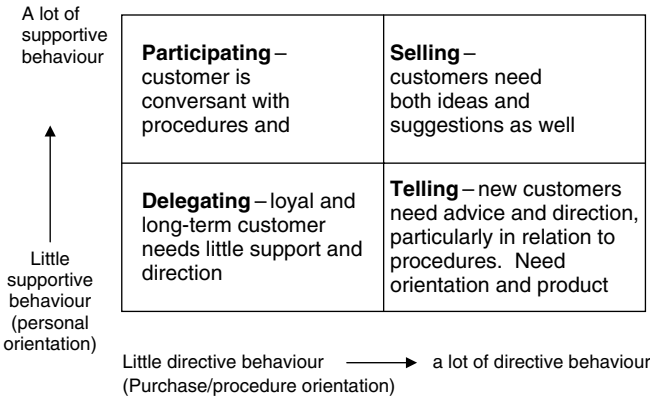 A lot of
supportive
behaviour
Participating – 
customer is
conversant with
procedures and
Selling –
customers need
both ideas and
suggestions as well
Delegating – loyal and
long-term customer
needs little support and
direction
Telling – new customers
need advice and direction,
particularly in relation to
procedures. Need
orientation and product
Little
supportive
behaviour
(personal
orientation)
Little directive behaviour a lot of directive behaviour
(Purchase/procedure orientation)